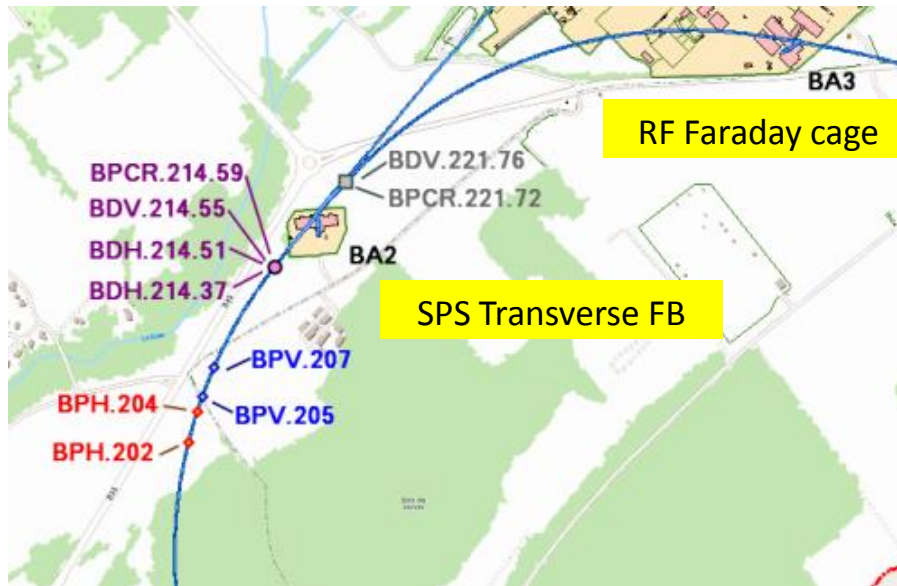 BA3
RF Faraday cage
BPCR.214.59
BDV.214.55
BDH.214.51
BDH.214.37
BDV.221.76
BPCR.221.72
BA2
SPS Transverse FB
BPV.207
BPH.204
BPV.205
BPH.202